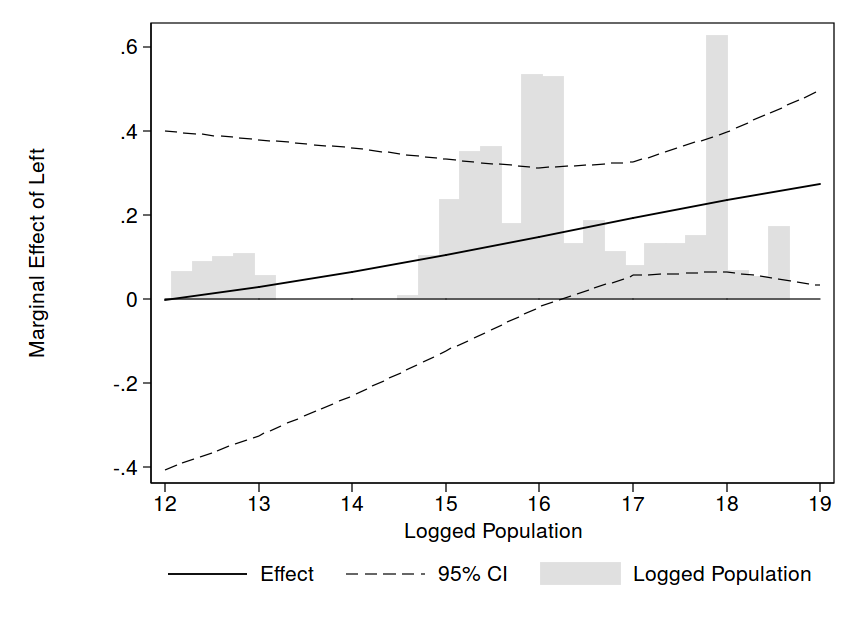 .6
.4
.2
0
-.2
-.4
Marginal Effect of Left
12 13 14 15 16 17 18 19
Logged Population
Effect 95% CI Logged Population